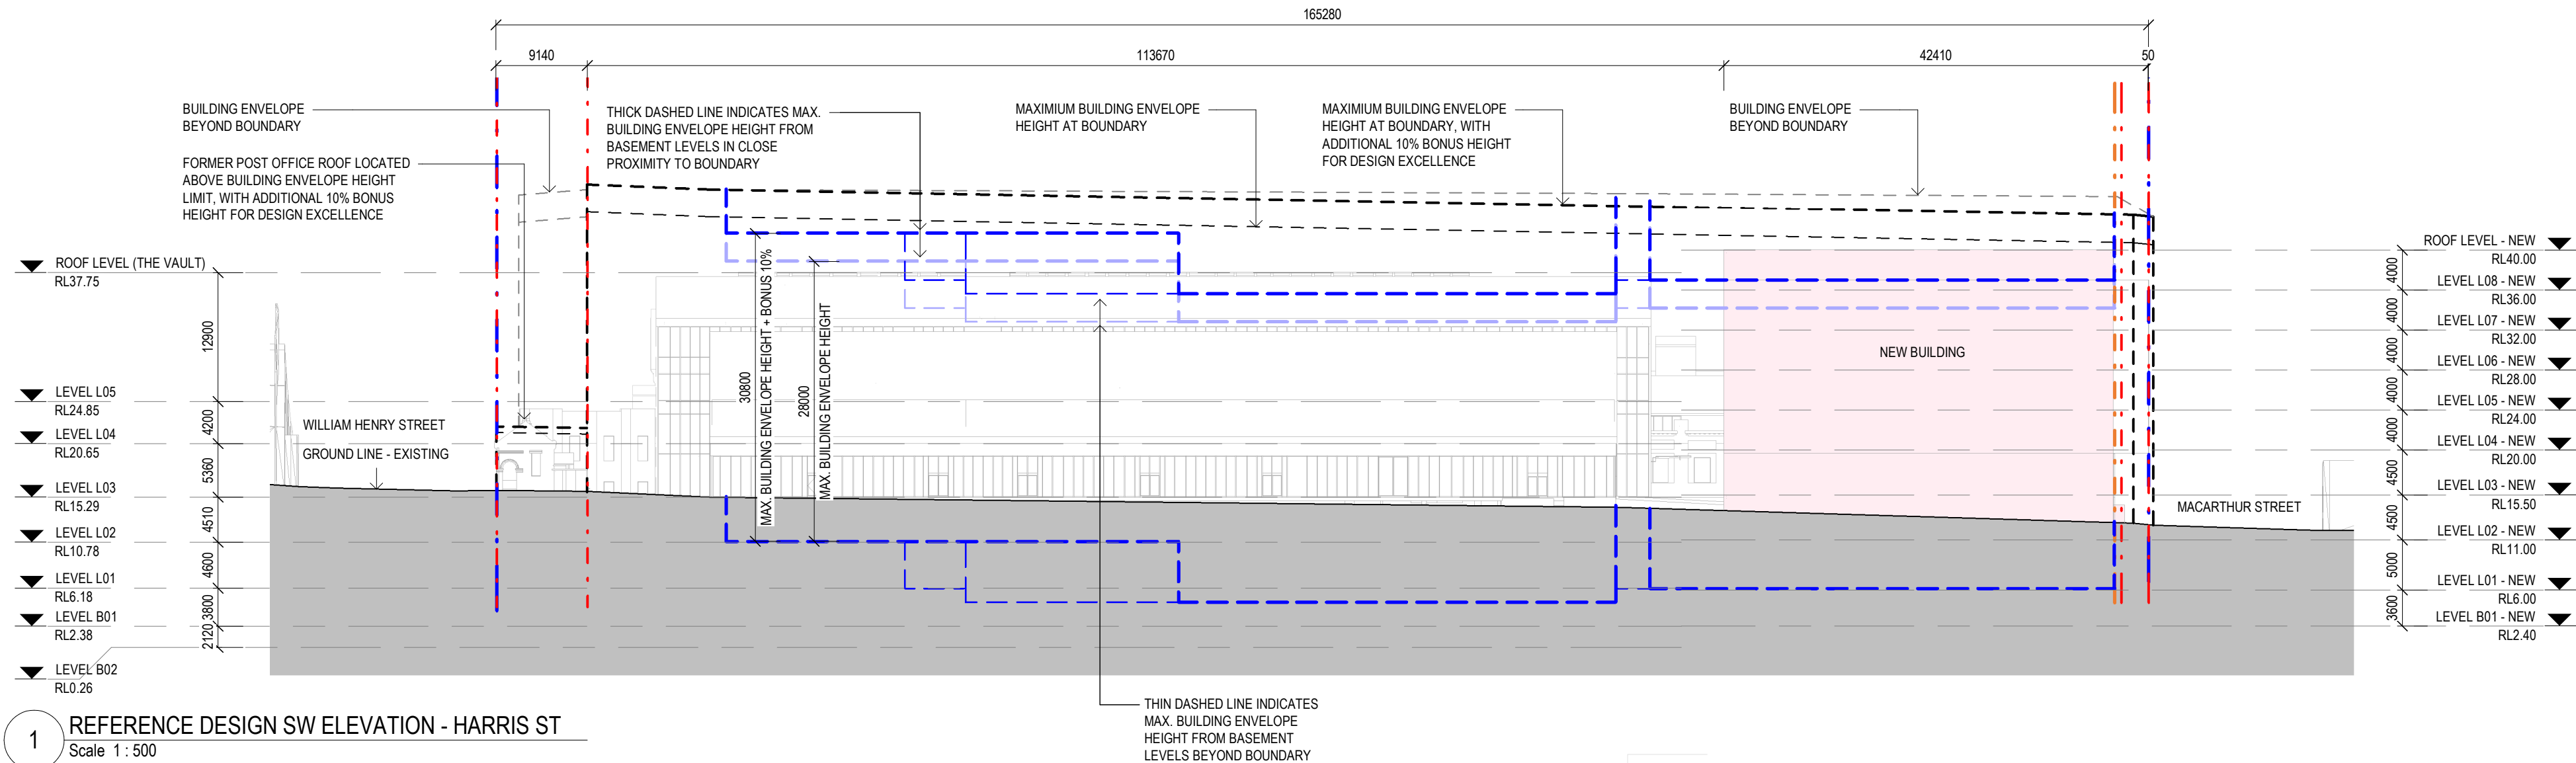 165280
9140
113670
42410
50
BUILDING ENVELOPE
BEYOND BOUNDARY
FORMER POST OFFICE ROOF LOCATED
ABOVE BUILDING ENVELOPE HEIGHT
LIMIT, WITH ADDITIONAL 10% BONUS
HEIGHT FOR DESIGN EXCELLENCE
THICK DASHED LINE INDICATES MAX.
BUILDING ENVELOPE HEIGHT FROM
BASEMENT LEVELS IN CLOSE
PROXIMITY TO BOUNDARY
MAXIMIUM BUILDING ENVELOPE
HEIGHT AT BOUNDARY
MAXIMIUM BUILDING ENVELOPE
HEIGHT AT BOUNDARY, WITH
ADDITIONAL 10% BONUS HEIGHT
FOR DESIGN EXCELLENCE
BUILDING ENVELOPE
BEYOND BOUNDARY
ROOF LEVEL (THE VAULT)
RL37.75
LEVEL L05
RL24.85
LEVEL L04
RL20.65
LEVEL L03
RL15.29
LEVEL L02
RL10.78
LEVEL L01
RL6.18
LEVEL B01
RL2.38
LEVEL B02
RL0.26
12900
4200
5360
4510
4600
3800
2120
WILLIAM HENRY STREET
GROUND LINE - EXISTING
30800
MAX. BUILDING ENVELOPE HEIGHT + BONUS 10%
28000
MAX. BUILDING ENVELOPE HEIGHT
NEW BUILDING
MACARTHUR STREET
4000
4000
4000
4000
4000
4500
4500
5000
3600
ROOF LEVEL - NEW
RL40.00
LEVEL L08 - NEW
RL36.00
LEVEL L07 - NEW
RL32.00
LEVEL L06 - NEW
RL28.00
LEVEL L05 - NEW
RL24.00
LEVEL L04 - NEW
RL20.00
LEVEL L03 - NEW
RL15.50
LEVEL L02 - NEW
RL11.00
LEVEL L01 - NEW
RL6.00
LEVEL B01 - NEW
RL2.40
THIN DASHED LINE INDICATES
MAX. BUILDING ENVELOPE
HEIGHT FROM BASEMENT
LEVELS BEYOND BOUNDARY
1
REFERENCE DESIGN SW ELEVATION - HARRIS ST
Scale 1 : 500